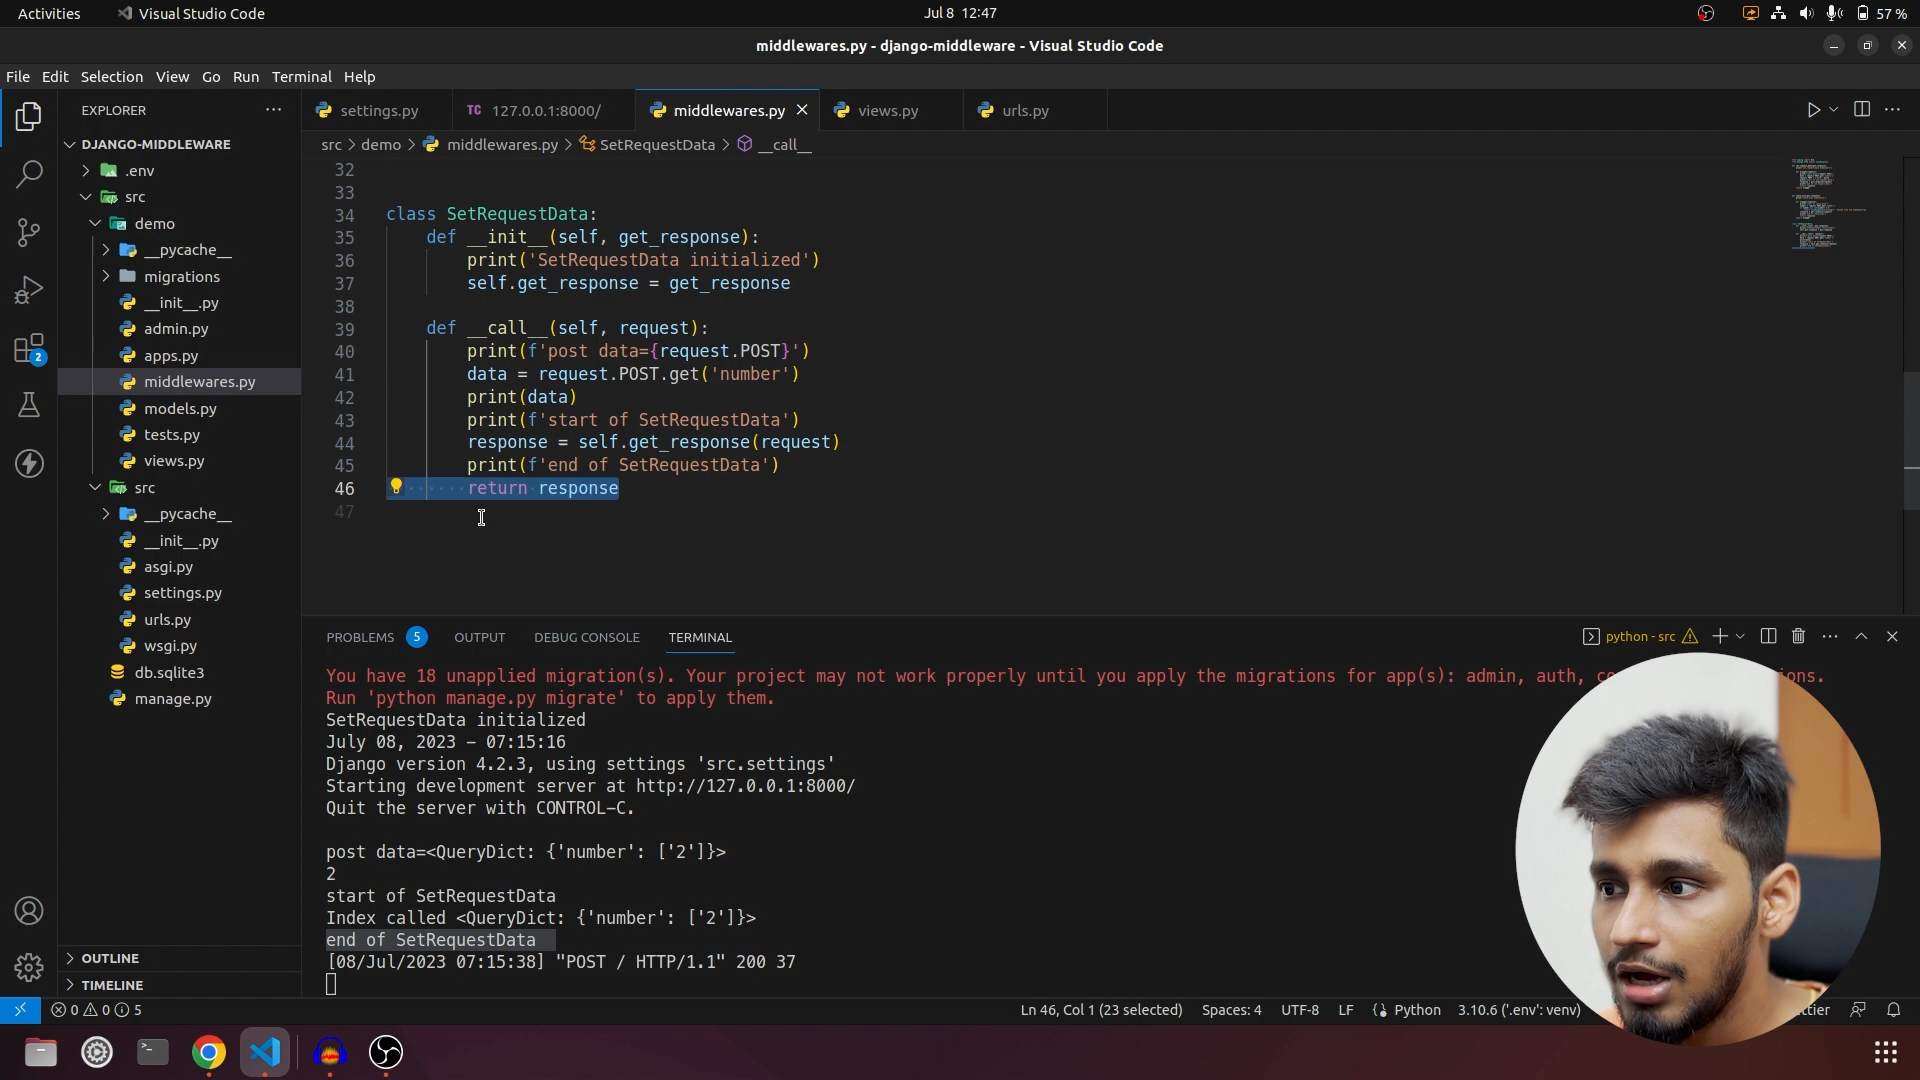 Activities
Visual Studio Code
Jul 8 12:47
57 %
middlewares.py - django-middleware - Visual Studio Code
File Edit Selection View Go Run Terminal Help
EXPLORER
settings.py
TC 127.0.0.1:8000/
middlewares.py
views.py
urls.py
src > demo > middlewares.py > SetRequestData > __call__
DJANGO-MIDDLEWARE
.env
src
demo
__pycache__
migrations
__init__.py
admin.py
apps.py
middlewares.py
models.py
tests.py
views.py
src
__pycache__
__init__.py
asgi.py
settings.py
urls.py
wsgi.py
db.sqlite3
manage.py
OUTLINE
TIMELINE
2
32
33
34 class SetRequestData:
35 def __init__(self, get_response):
36 print('SetRequestData initialized')
37 self.get_response = get_response
38
39 def __call__(self, request):
40 print(f'post data={request.POST}')
41 data = request.POST.get('number')
42 print(data)
43 print(f'start of SetRequestData')
44 response = self.get_response(request)
45 print(f'end of SetRequestData')
46 return response
47
PROBLEMS 5 OUTPUT DEBUG CONSOLE TERMINAL
python - src
You have 18 unapplied migration(s). Your project may not work properly until you apply the migrations for app(s): admin, auth,
Run 'python manage.py migrate' to apply them.
SetRequestData initialized
July 08, 2023 - 07:15:16
Django version 4.2.3, using settings 'src.settings'
Starting development server at http://127.0.0.1:8000/
Quit the server with CONTROL-C.
post data=<QueryDict: {'number': ['2']}>
2
start of SetRequestData
Index called <QueryDict: {'number': ['2']}>
end of SetRequestData
[08/Jul/2023 07:15:38] "POST / HTTP/1.1" 200 37
0 0 5
Ln 46, Col 1 (23 selected) Spaces: 4 UTF-8 LF Python 3.10.6 ('.env': venv)